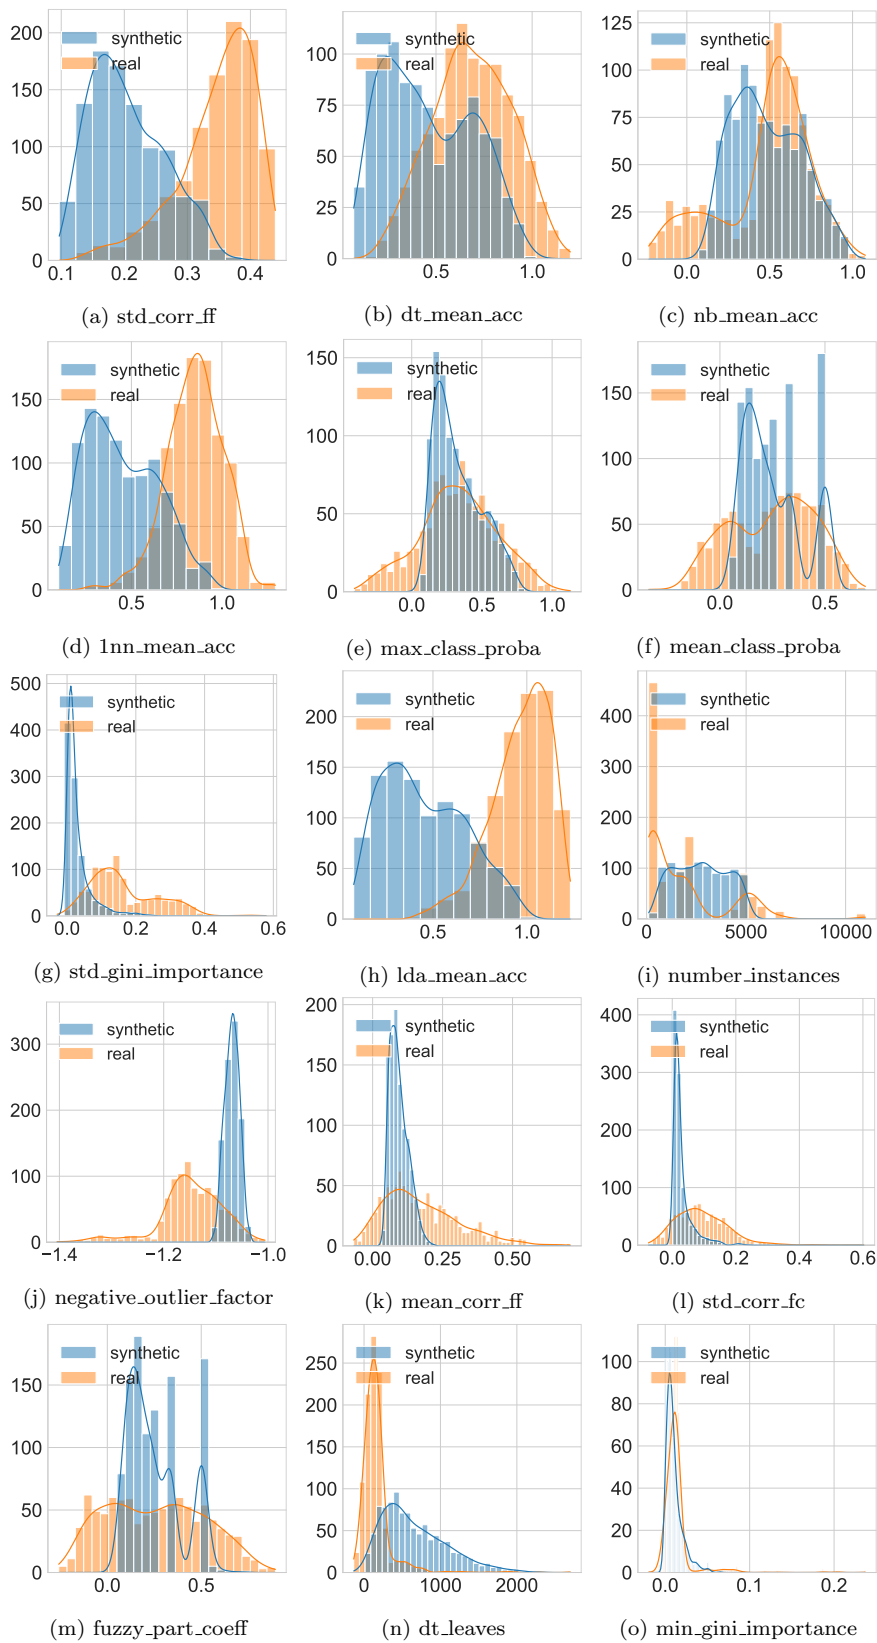 synthetic
real
200
150
100
50
0
0.1 0.2 0.3 0.4
(a) std_corr_ff
synthetic
real
100
75
50
25
0
0.5 1.0
(b) dt_mean_acc
synthetic
real
125
100
75
50
25
0
0.0 0.5 1.0
(c) nb_mean_acc
synthetic
real
150
100
50
0
0.5 1.0
(d) 1nn_mean_acc
synthetic
real
150
100
50
0
0.0 0.5 1.0
(e) max_class_proba
synthetic
real
150
100
50
0
0.0 0.5
(f) mean_class_proba
synthetic
real
500
400
300
200
100
0
0.0 0.2 0.4 0.6
(g) std_gini_importance
synthetic
real
200
150
100
50
0
0.5 1.0
(h) lda_mean_acc
synthetic
real
400
300
200
100
0
0 5000 10000
(i) number_instances
synthetic
real
300
200
100
0
−1.4 −1.2 −1.0
(j) negative_outlier_factor
synthetic
real
200
150
100
50
0
0.00 0.25 0.50
(k) mean_corr_ff
synthetic
real
400
300
200
100
0
0.0 0.2 0.4 0.6
(l) std_corr_fc
synthetic
real
150
100
50
0
0.0 0.5
(m) fuzzy_part_coeff
synthetic
real
250
200
150
100
50
0
0 1000 2000
(n) dt_leaves
synthetic
real
100
80
60
40
20
0
0.0 0.1 0.2
(o) min_gini_importance